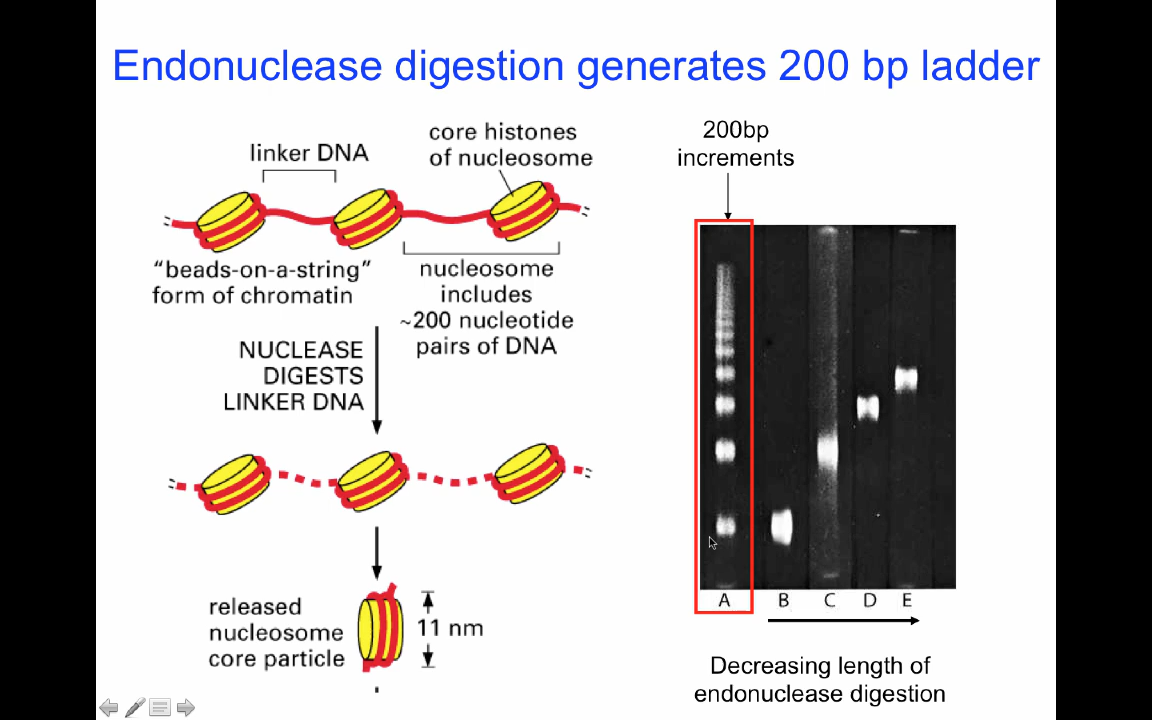 Endonuclease digestion generates 200 bp ladder
linker DNA
core histones
of nucleosome
"beads-on-a-string"
form of chromatin
nucleosome
includes
~200 nucleotide
pairs of DNA
NUCLEASE
DIGESTS
LINKER DNA
released
nucleosome
core particle
11 nm
200bp
increments
A B C D E
Decreasing length of
endonuclease digestion